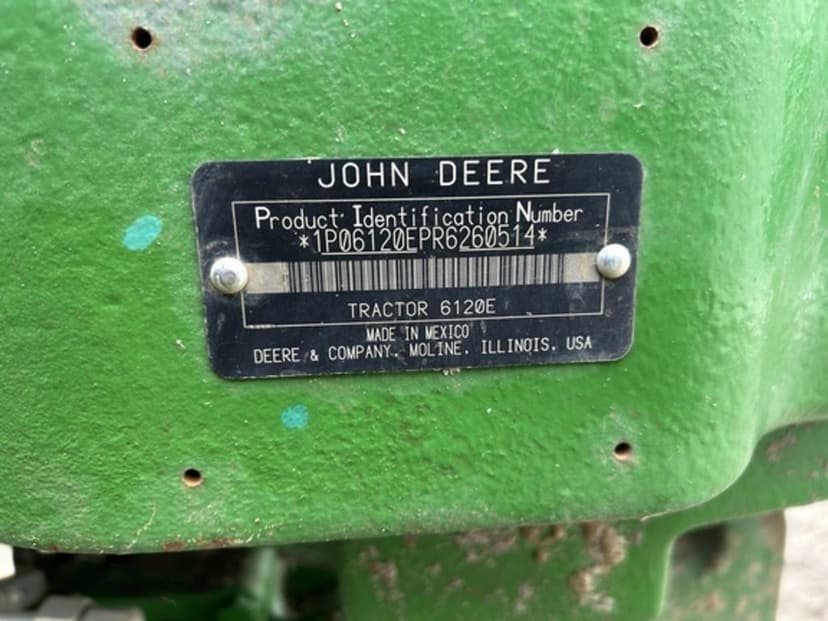 JOHN DEERE
Product Identification Number
*1P06120EPR6260514*
TRACTOR 6120E
MADE IN MEXICO
DEERE & COMPANY, MOLINE, ILLINOIS, USA